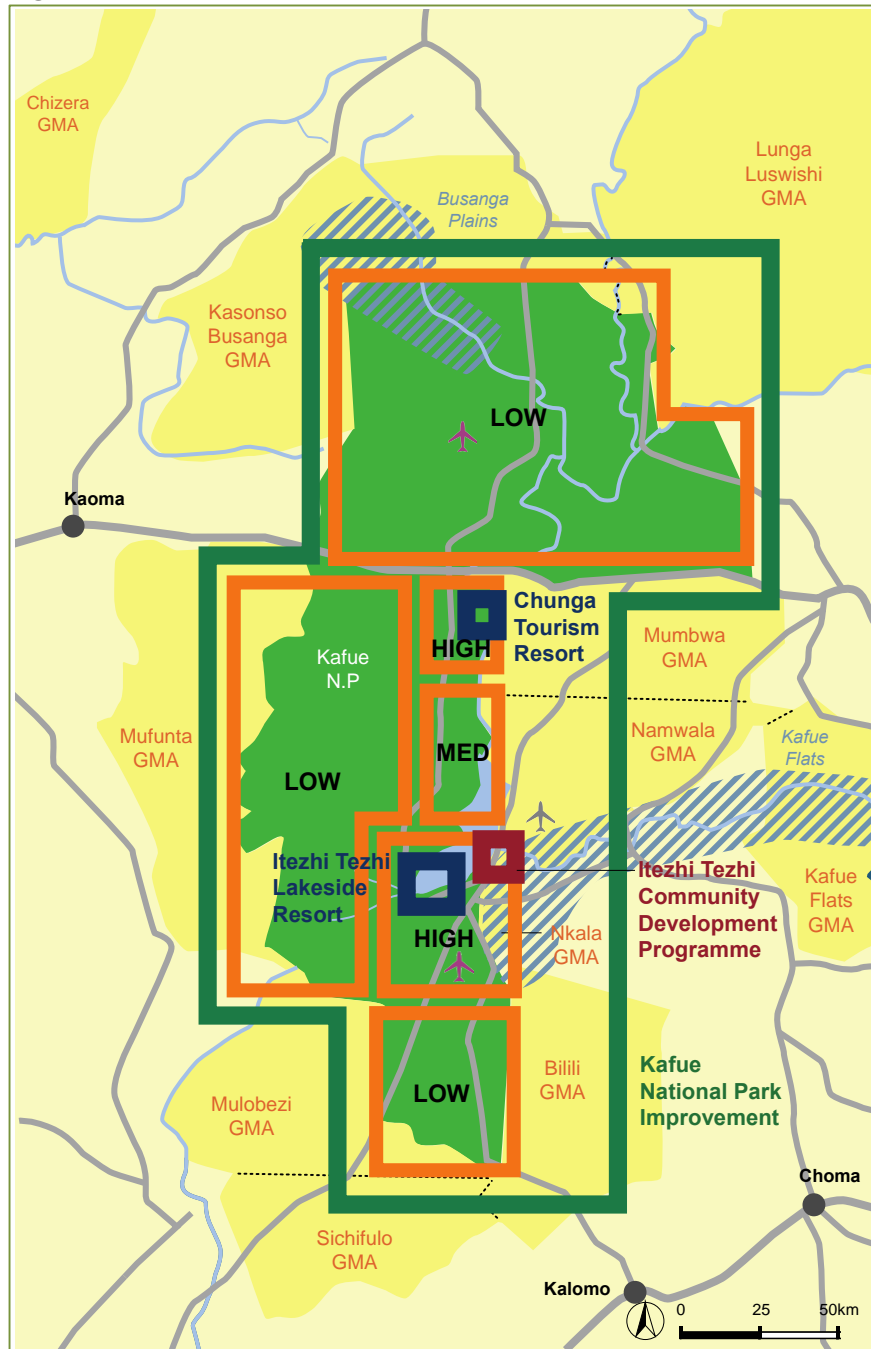 Chizera
GMA
Lunga
Luswishi
GMA
Busanga
Plains
Kasonso
Busanga
GMA
LOW
Kaoma
Chunga
Tourism
Resort
HIGH
Mumbwa
GMA
Kafue
N.P
Mufunta
GMA
Namwala
GMA
Kafue
Flats
MED
LOW
Itezhi Tezhi
Lakeside
Resort
Itezhi Tezhi
Community
Development
Programme
Kafue
Flats
GMA
HIGH
Nkala
GMA
Bilili
GMA
Kafue
National Park
Improvement
LOW
Mulobezi
GMA
Choma
Sichifulo
GMA
Kalomo
0 25 50km